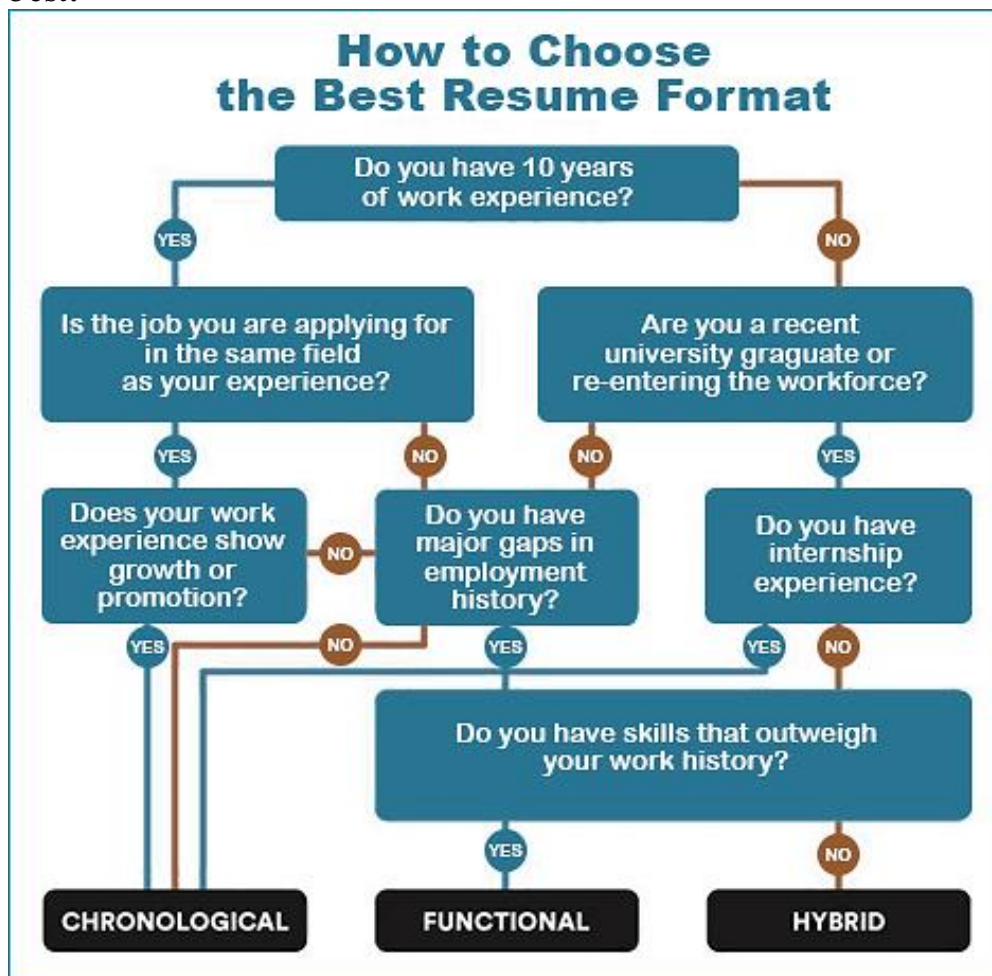 How to Choose
the Best Resume Format
Do you have 10 years
of work experience?
YES
NO
Is the job you are applying for
in the same field
as your experience?
Are you a recent
university graguate or
re-entering the workforce?
YES
NO
NO
YES
Does your work
experience show
growth or
promotion?
NO
Do you have
major gaps in
employment
history?
Do you have
internship
experience?
YES
NO
YES
YES
NO
Do you have skills that outweigh
your work history?
YES
NO
CHRONOLOGICAL
FUNCTIONAL
HYBRID